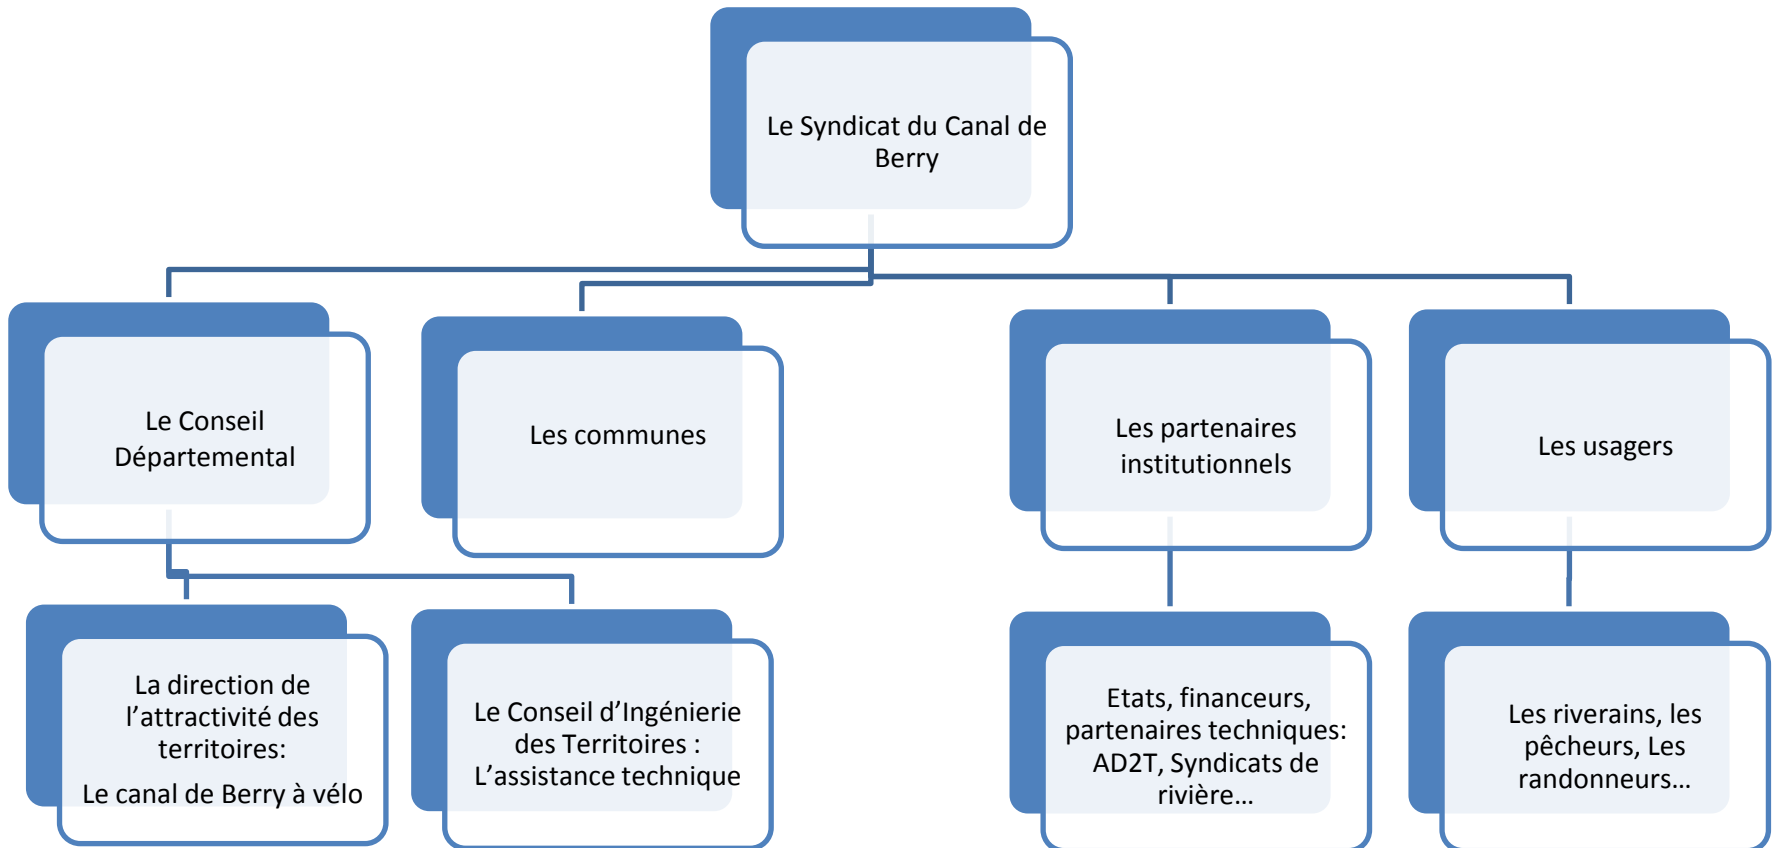 Le Syndicat du Canal de
Berry
Le Conseil
Départemental
Les communes
Les partenaires
institutionnels
Les usagers
La direction de
l’attractivité des
territoires:
Le canal de Berry à vélo
Le Conseil d’Ingénierie
des Territoires :
L’assistance technique
Etats, financeurs,
partenaires techniques:
AD2T, Syndicats de
rivière…
Les riverains, les
pêcheurs, Les
randonneurs…